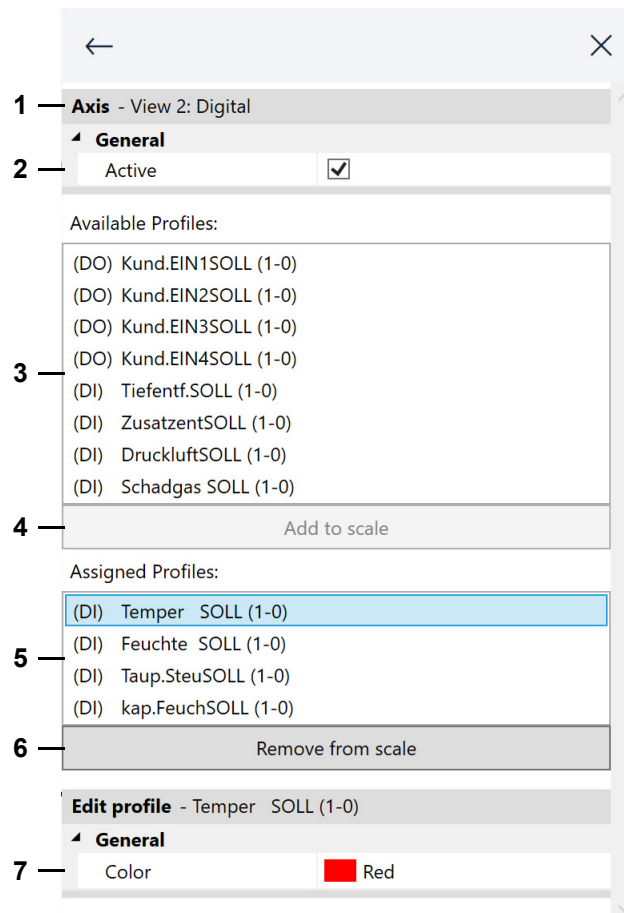 1 Axis - View 2: Digital
General
2 Active
Available Profiles:
(DO) Kund.EIN1SOLL (1-0)
(DO) Kund.EIN2SOLL (1-0)
(DO) Kund.EIN3SOLL (1-0)
(DO) Kund.EIN4SOLL (1-0)
3
(DI) Tiefentf.SOLL (1-0)
(DI) ZusatzentSOLL (1-0)
(DI) DruckluftSOLL (1-0)
(DI) Schadgas SOLL (1-0)
4 Add to scale
Assigned Profiles:
(DI) Temper SOLL (1-0)
(DI) Feuchte SOLL (1-0)
5
(DI) Taup.SteuSOLL (1-0)
(DI) kap.FeuchSOLL (1-0)
6 Remove from scale
Edit profile - Temper SOLL (1-0)
General
7 Color Red